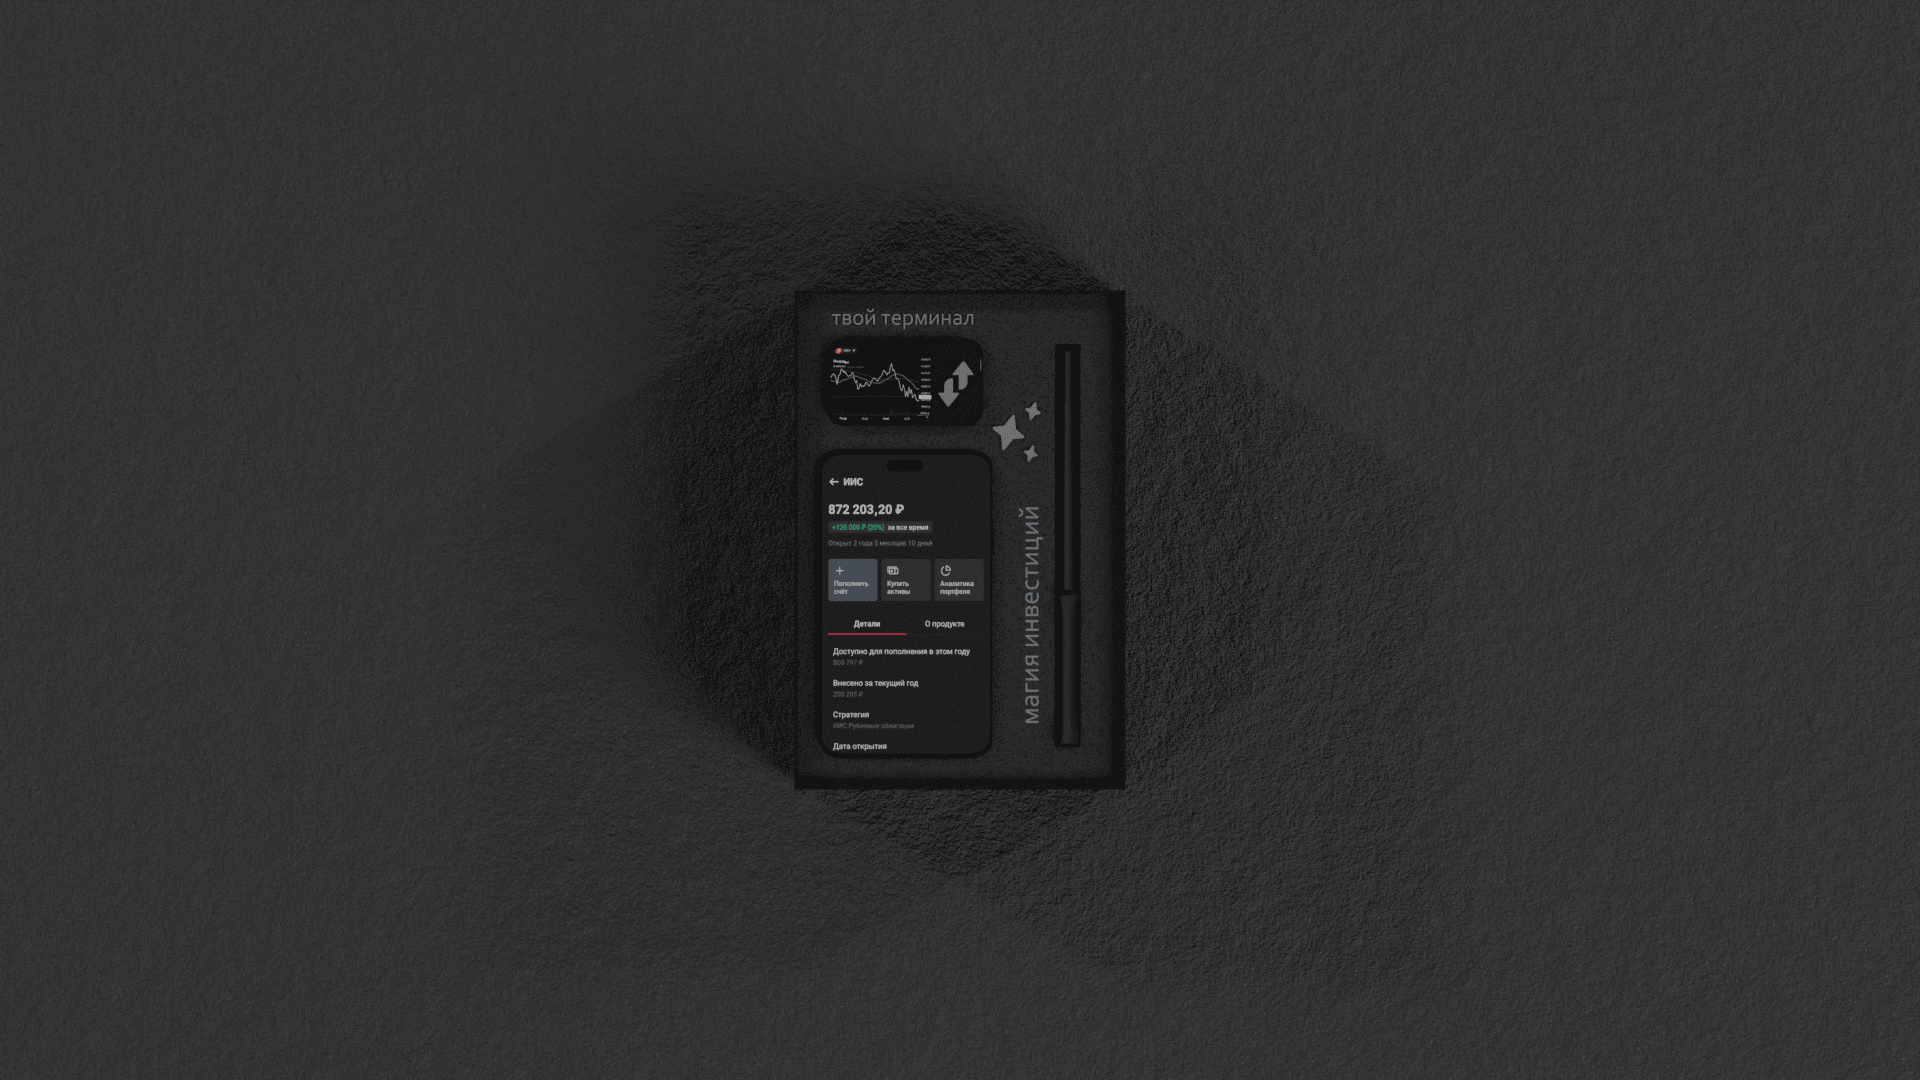 твой терминал
ИИС
872 203,20 ₽
+120 000 ₽ (20%) за все время
Открыт 2 года 5 месяцев 10 дней
Пополнить счёт
Купить активы
Аналитика портфеля
Детали
О продукте
Доступно для пополнения в этом году
800 797 ₽
Внесено за текущий год
200 203 ₽
Стратегия
ИИС Рублевые облигации
Дата открытия
магия инвестиций